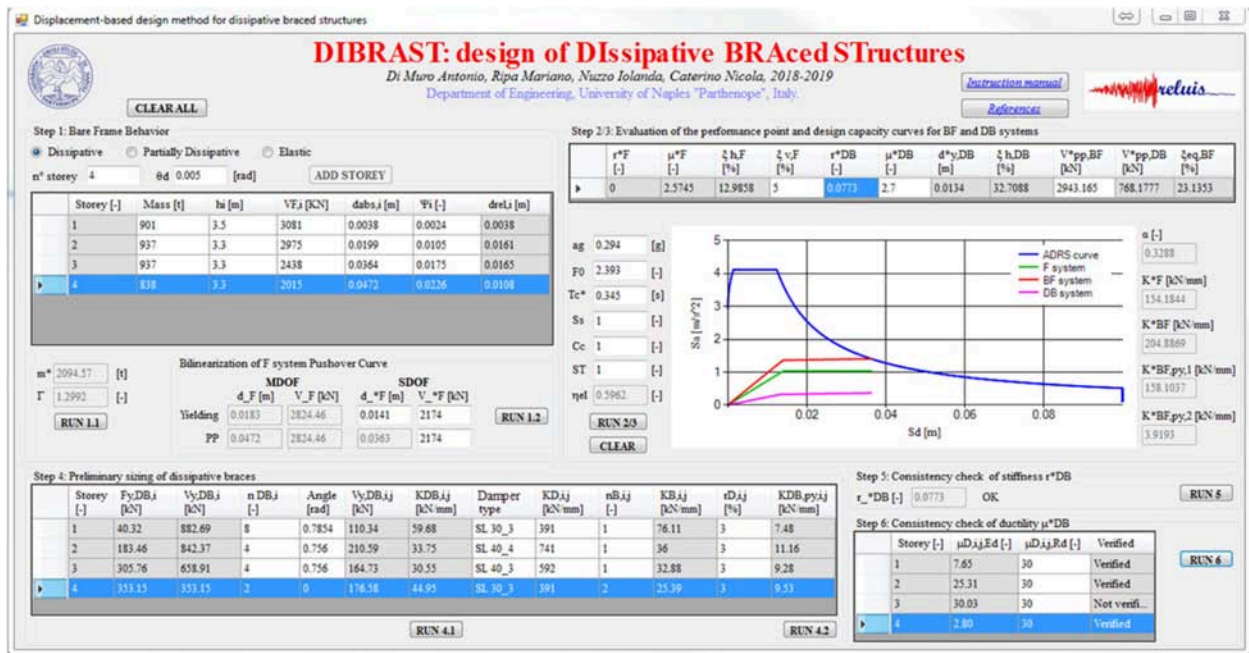 Displacement-based design method for dissipative braced structures
DIBRAST: design of DIssipative BRAced STructures
Di Muro Antonio, Ripa Mariano, Nuzzo Iolanda, Caterino Nicola, 2018-2019
Department of Engineering, University of Naples "Parthenope", Italy.
CLEAR ALL
Instruction manual
References
reluis
Step 1: Bare Frame Behavior
Dissipative Partially Dissipative Elastic
n° storey 4 θd 0.005 [rad] ADD STOREY
Storey [-] Mass [t] hi [m] VF,i [KN] dabs,i [m] Ψi [-] drel,i [m]
1 901 3.5 3081 0.0038 0.0024 0.0038
2 937 3.3 2975 0.0199 0.0105 0.0161
3 937 3.3 2438 0.0364 0.0175 0.0165
4 838 3.3 2015 0.0472 0.0226 0.0108
m* 2094.57 [t]
Γ 1.2992 [-]
RUN 1.1
Bilinearization of F system Pushover Curve
MDOF SDOF
d_F [m] V_F [KN] d_*F [m] V_*F [KN]
Yielding 0.0183 2824.46 0.0141 2174
PP 0.0472 2824.46 0.0363 2174
RUN 1.2
Step 2/3: Evaluation of the performance point and design capacity curves for BF and DB systems
r*F [-] μ*F [-] ξ h,F [%] ξ v,F [%] r*DB [-] μ*DB [-] d*y,DB [m] ξ h,DB [%] V*pp,BF [KN] V*pp,DB [KN] ξeq,BF [%]
0 2.5745 12.9858 5 0.0773 2.7 0.0134 32.7088 2943.165 768.1777 23.1353
ag 0.294 [g]
F0 2.393 [-]
Tc* 0.345 [s]
Ss 1 [-]
Cc 1 [-]
ST 1 [-]
ηel 0.5962 [-]
RUN 2/3
CLEAR
Sa [m/s^2]
5
4
3
2
1
0
0.02 0.04 0.06 0.08
Sd [m]
ADRS curve
F system
BF system
DB system
α [-]
0.3288
K*F [kN/mm]
154.1844
K*BF [kN/mm]
204.8869
K*BF,py,1 [kN/mm]
158.1037
K*BF,py,2 [kN/mm]
3.9193
Step 4: Preliminary sizing of dissipative braces
Storey [-] Fy,DB,i [KN] Vy,DB,i [KN] n DB,i [-] Angle [rad] Vy,DB,i,j [KN] KDB,i,j [kN/mm] Damper type KD,i,j [kN/mm] nB,i,j [-] KB,i,j [kN/mm] rD,i,j [%] KDB,py,i,j [kN/mm]
1 40.32 882.69 8 0.7854 110.34 59.68 SL 30_3 391 1 76.11 3 7.48
2 183.46 842.37 4 0.756 210.59 33.75 SL 40_4 741 1 36 3 11.16
3 305.76 658.91 4 0.756 164.73 30.55 SL 40_3 592 1 32.88 3 9.28
4 353.15 353.15 2 0 176.58 44.95 SL 30_3 391 2 25.39 3 9.53
RUN 4.1
RUN 4.2
Step 5: Consistency check of stiffness r*DB
r_*DB [-] 0.0773 OK
RUN 5
Step 6: Consistency check of ductility μ*DB
Storey [-] μD,i,j,Ed [-] μD,i,j,Rd [-] Verified
1 7.65 30 Verified
2 25.31 30 Verified
3 30.03 30 Not verifi...
4 2.80 30 Verified
RUN 6